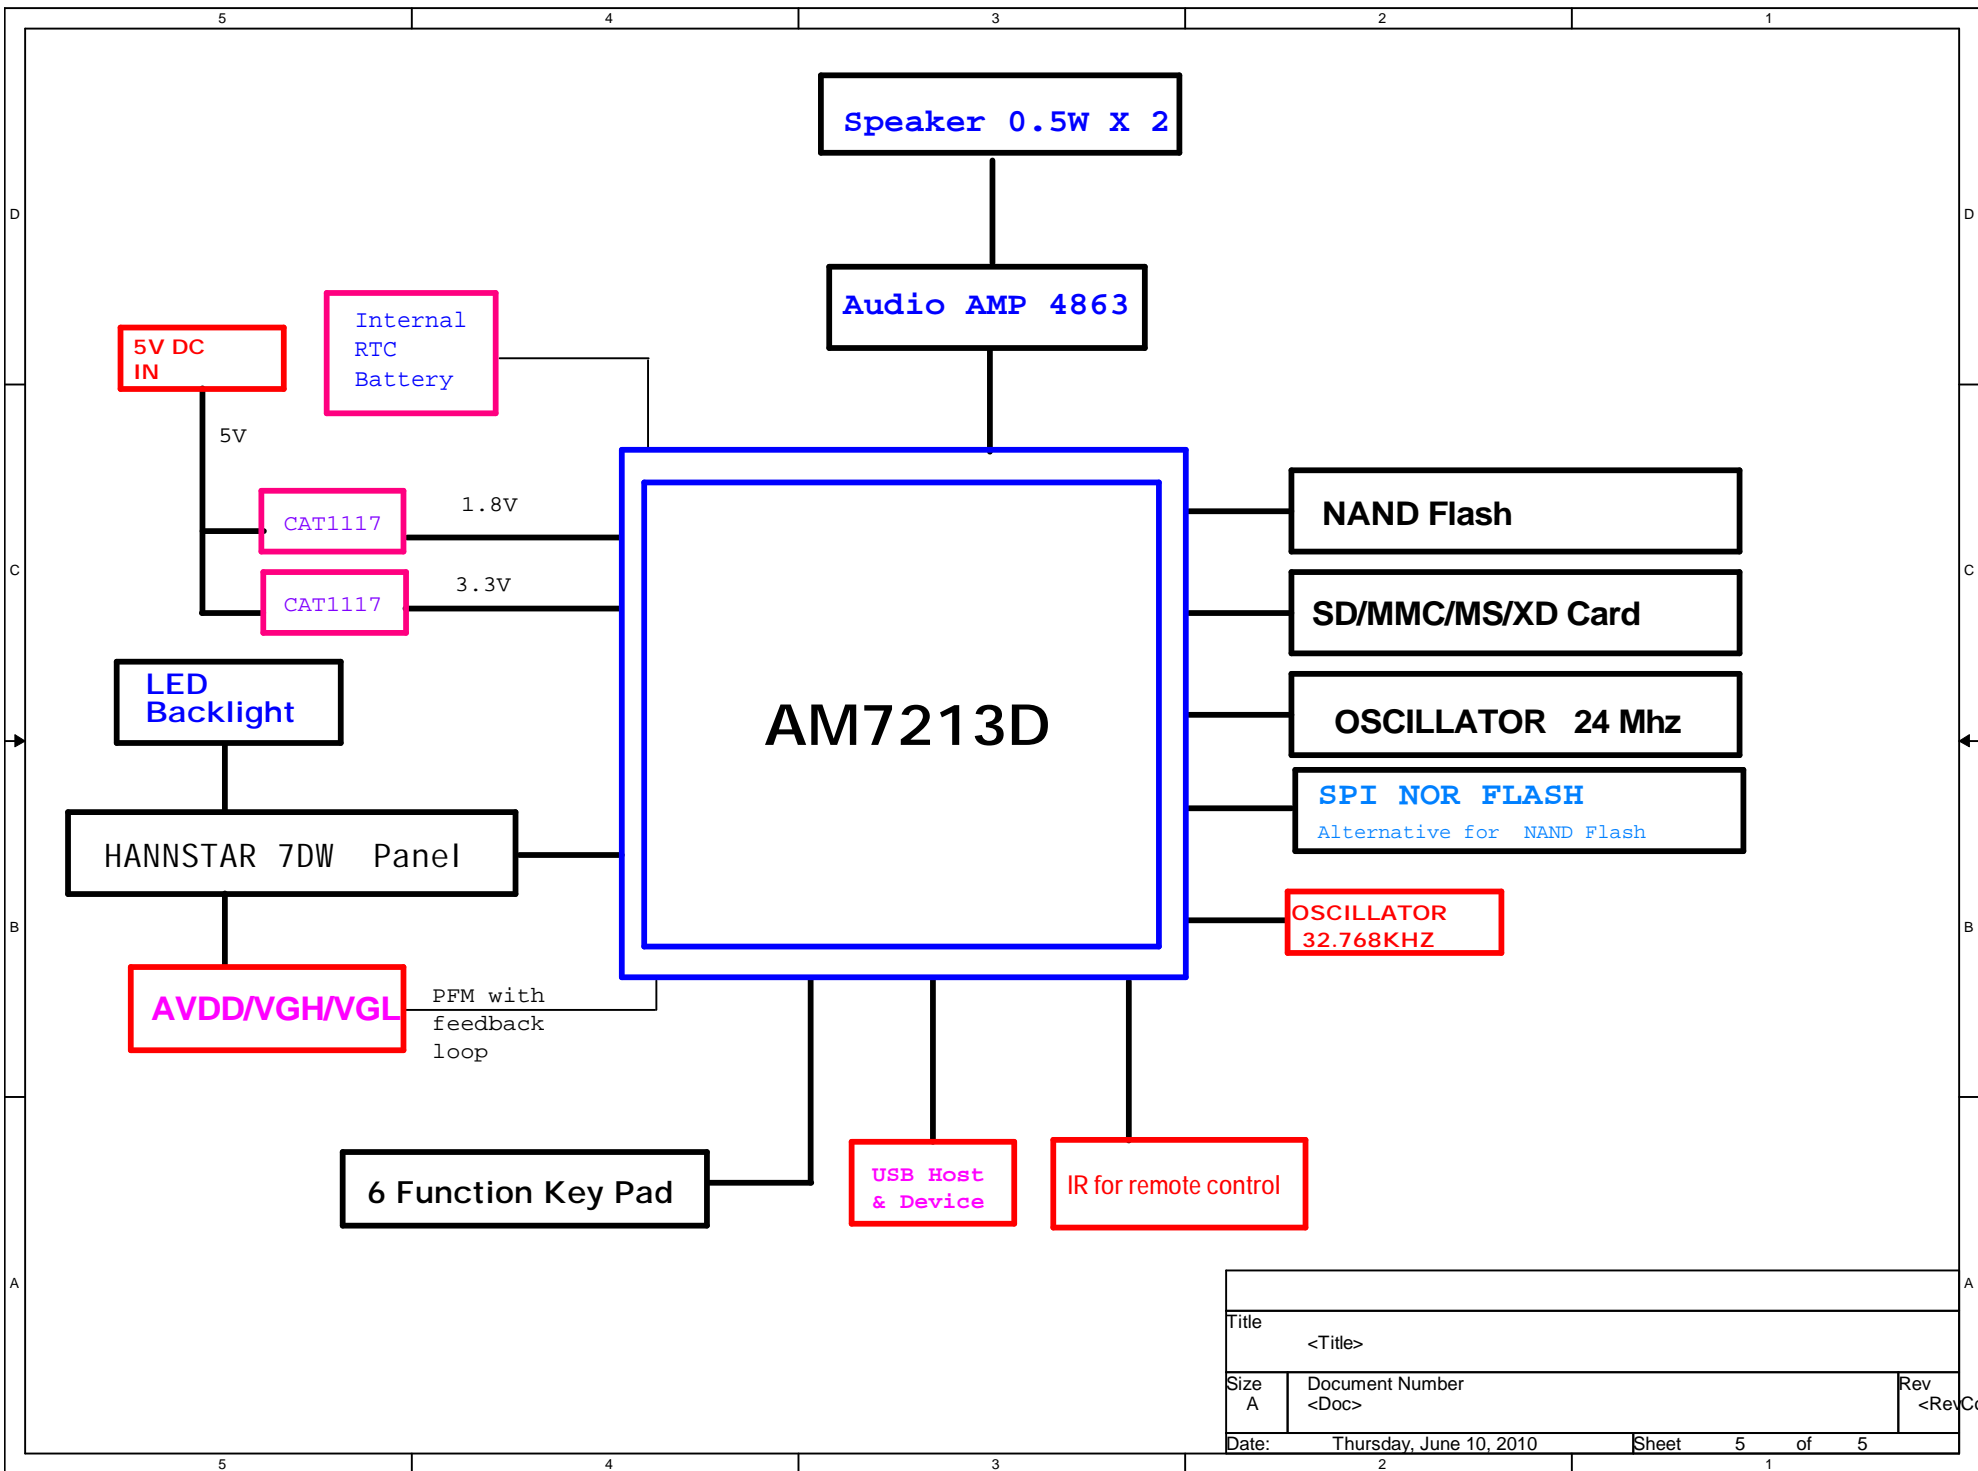 5 4 3 2 1
D D
C C
B B
A A
Speaker 0.5W X 2
Audio AMP 4863
Internal
RTC
Battery
5V DC
IN
5V
CAT1117
1.8V
CAT1117
3.3V
LED
Backlight
HANNSTAR 7DW Panel
AVDD/VGH/VGL
PFM with
feedback
loop
AM7213D
NAND Flash
SD/MMC/MS/XD Card
OSCILLATOR 24 Mhz
SPI NOR FLASH
Alternative for NAND Flash
OSCILLATOR
32.768KHZ
6 Function Key Pad
USB Host
& Device
IR for remote control
Title
<Title>
Size Document Number Rev
A <Doc> <RevCo
Date: Thursday, June 10, 2010 Sheet 5 of 5
5 4 3 2 1